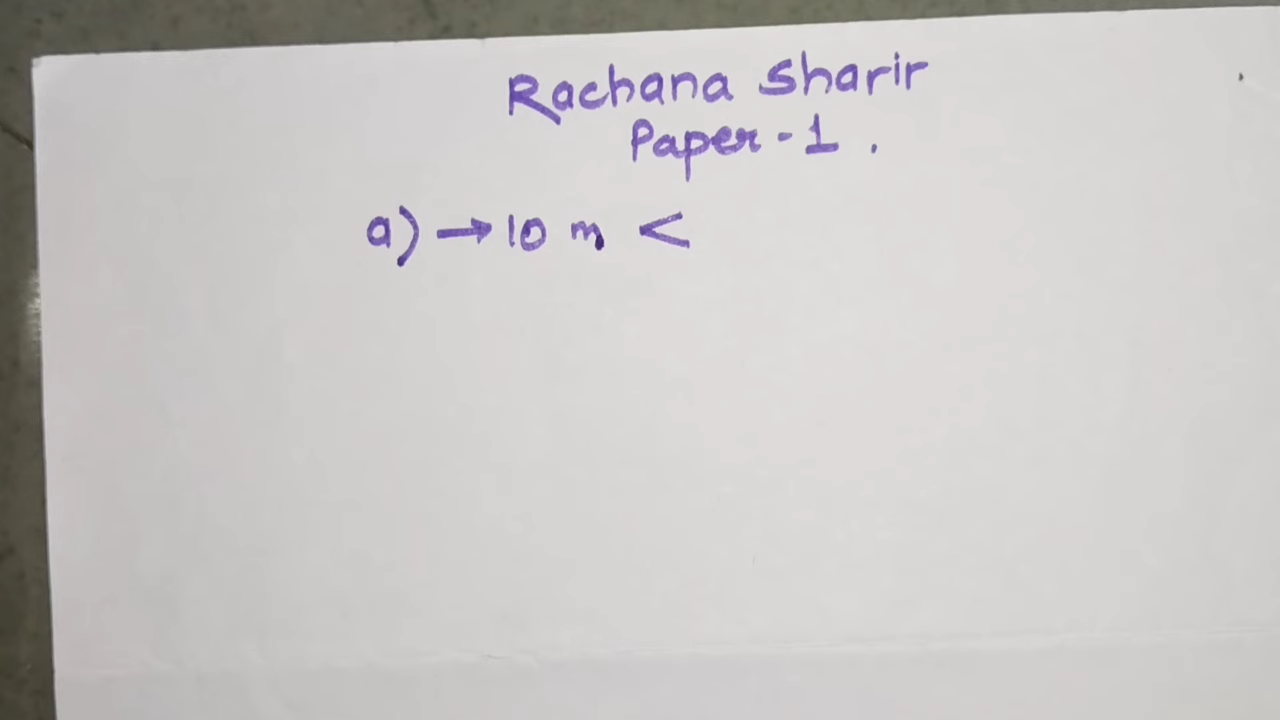 Rachana Sharir
Paper-1.
a) → 10 m <